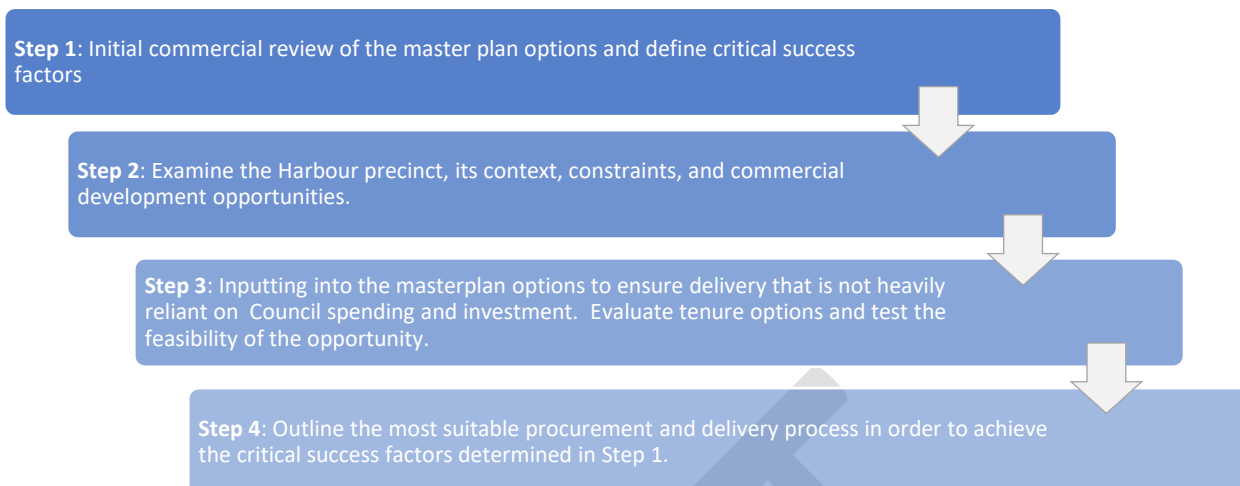 Step 1: Initial commercial review of the master plan options and define critical success
factors
Step 2: Examine the Harbour precinct, its context, constraints, and commercial
development opportunities.
Step 3: Inputting into the masterplan options to ensure delivery that is not heavily
reliant on  Council spending and investment.  Evaluate tenure options and test the
feasibility of the opportunity.
Step 4: Outline the most suitable procurement and delivery process in order to achieve
the critical success factors determined in Step 1.